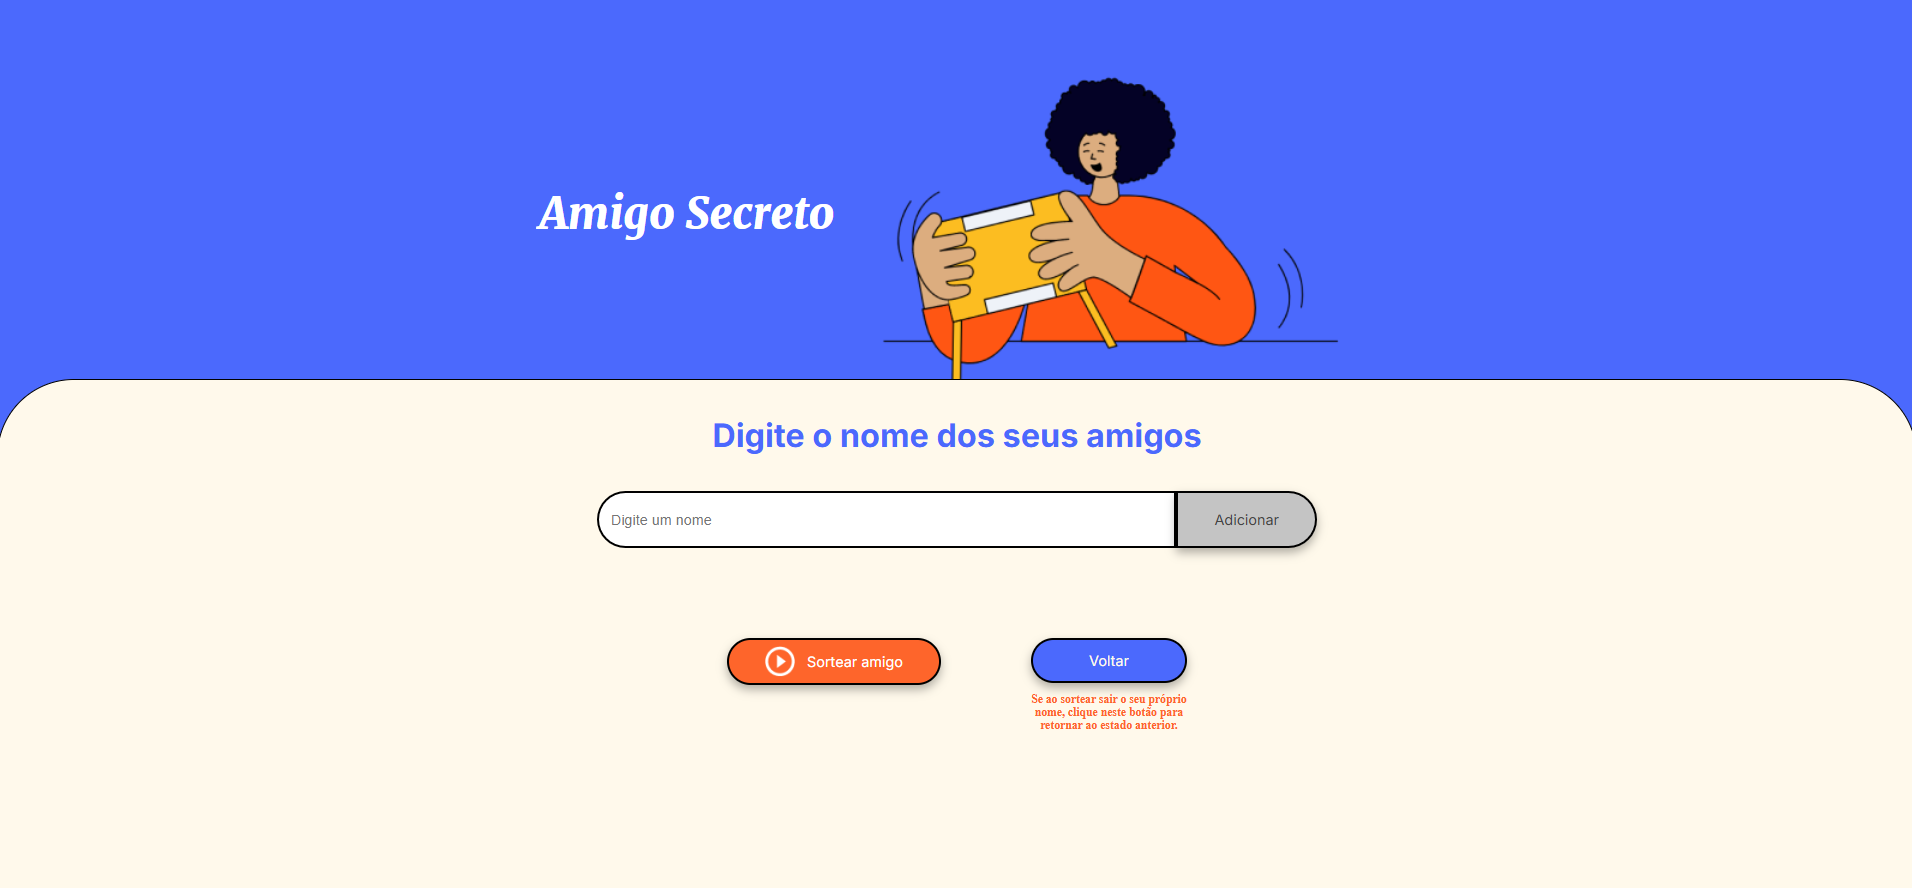 Amigo Secreto
Digite o nome dos seus amigos
Digite um nome
Adicionar
Sortear amigo
Voltar
Se ao sortear sair o seu próprio
nome, clique neste botão para
retornar ao estado anterior.